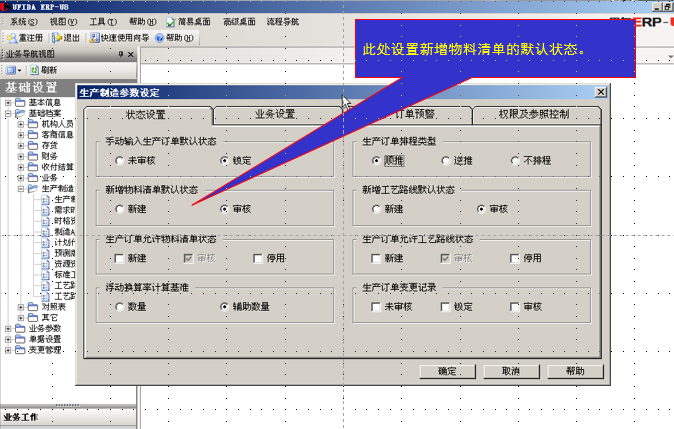 UFIDA ERP-U8
系统(S) 视图(V) 工具(T) 帮助(H) 简易桌面 高级桌面 流程导航
ERP-U
重注册 退出 快速使用向导 帮助(H)
业务导航视图
刷新
基础设置
基本信息
基础档案
机构人员
客商信息
存货
财务
收付结算
业务
生产制造
生产制
需求时
时格资
制造A
计划代
预测版
资源资
标准工
工艺路
工艺路
对照表
其它
业务参数
单据设置
变更管理
业务工作
此处设置新增物料清单的默认状态。
生产制造参数设定
状态设置 业务设置 订单预警 权限及参照控制
手动输入生产订单默认状态
未审核 锁定
生产订单排程类型
顺推 逆推 不排程
新增物料清单默认状态
新建 审核
新增工艺路线默认状态
新建 审核
生产订单允许物料清单状态
新建 审核 停用
生产订单允许工艺路线状态
新建 审核 停用
浮动换算率计算基准
数量 辅助数量
生产订单变更记录
未审核 锁定 审核
确定 取消 帮助